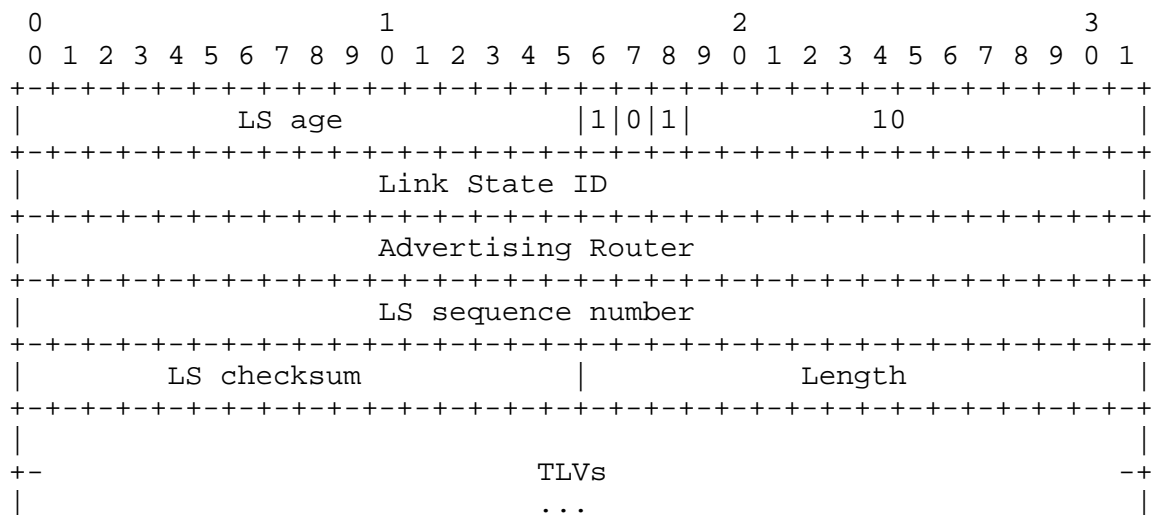 0                   1                   2                   3
 0 1 2 3 4 5 6 7 8 9 0 1 2 3 4 5 6 7 8 9 0 1 2 3 4 5 6 7 8 9 0 1
+-+-+-+-+-+-+-+-+-+-+-+-+-+-+-+-+-+-+-+-+-+-+-+-+-+-+-+-+-+-+-+-+
|            LS age             |1|0|1|          10             |
+-+-+-+-+-+-+-+-+-+-+-+-+-+-+-+-+-+-+-+-+-+-+-+-+-+-+-+-+-+-+-+-+
|                    Link State ID                              |
+-+-+-+-+-+-+-+-+-+-+-+-+-+-+-+-+-+-+-+-+-+-+-+-+-+-+-+-+-+-+-+-+
|                    Advertising Router                         |
+-+-+-+-+-+-+-+-+-+-+-+-+-+-+-+-+-+-+-+-+-+-+-+-+-+-+-+-+-+-+-+-+
|                    LS sequence number                         |
+-+-+-+-+-+-+-+-+-+-+-+-+-+-+-+-+-+-+-+-+-+-+-+-+-+-+-+-+-+-+-+-+
|        LS checksum            |            Length             |
+-+-+-+-+-+-+-+-+-+-+-+-+-+-+-+-+-+-+-+-+-+-+-+-+-+-+-+-+-+-+-+-+
|                                                               |
+-                            TLVs                             -+
|                             ...                               |